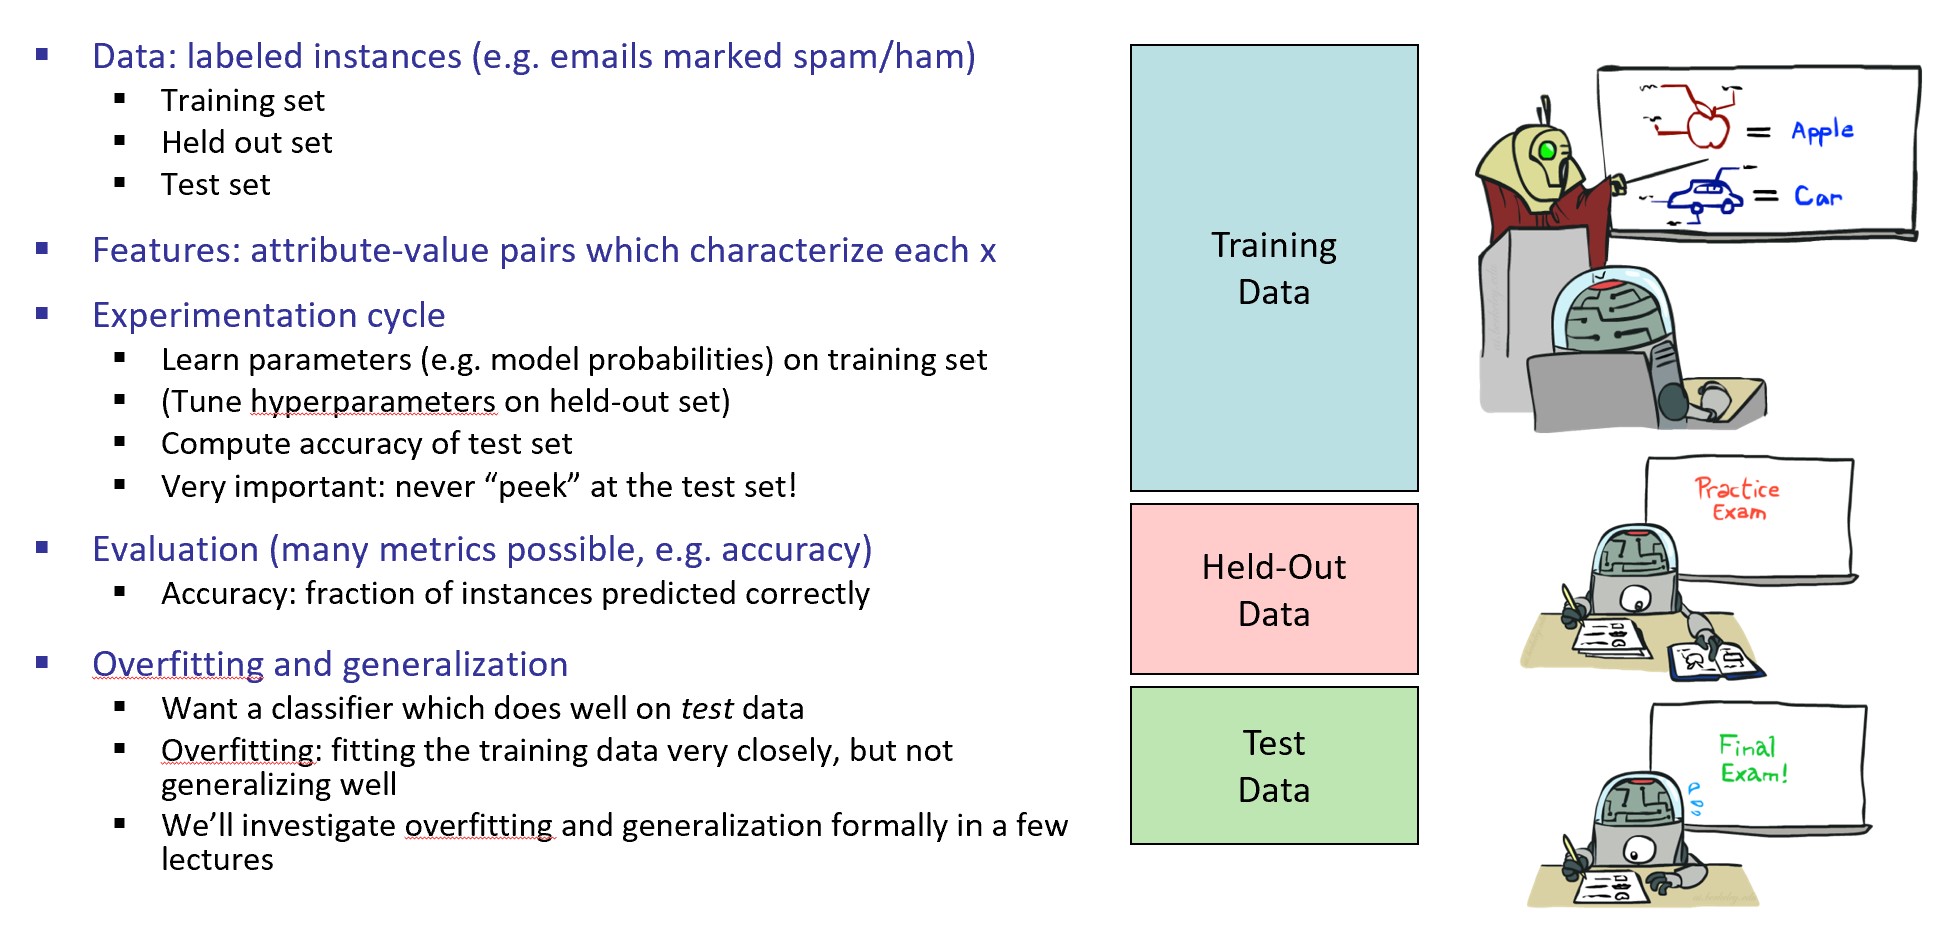 Data: labeled instances (e.g. emails marked spam/ham)
Training set
Held out set
Test set
Features: attribute-value pairs which characterize each x
Experimentation cycle
Learn parameters (e.g. model probabilities) on training set
(Tune hyperparameters on held-out set)
Compute accuracy of test set
Very important: never “peek” at the test set!
Evaluation (many metrics possible, e.g. accuracy)
Accuracy: fraction of instances predicted correctly
Overfitting and generalization
Want a classifier which does well on test data
Overfitting: fitting the training data very closely, but not
generalizing well
We’ll investigate overfitting and generalization formally in a few
lectures
Training
Data
Held-Out
Data
Test
Data
= Apple
= Car
Practice
Exam
Final
Exam!